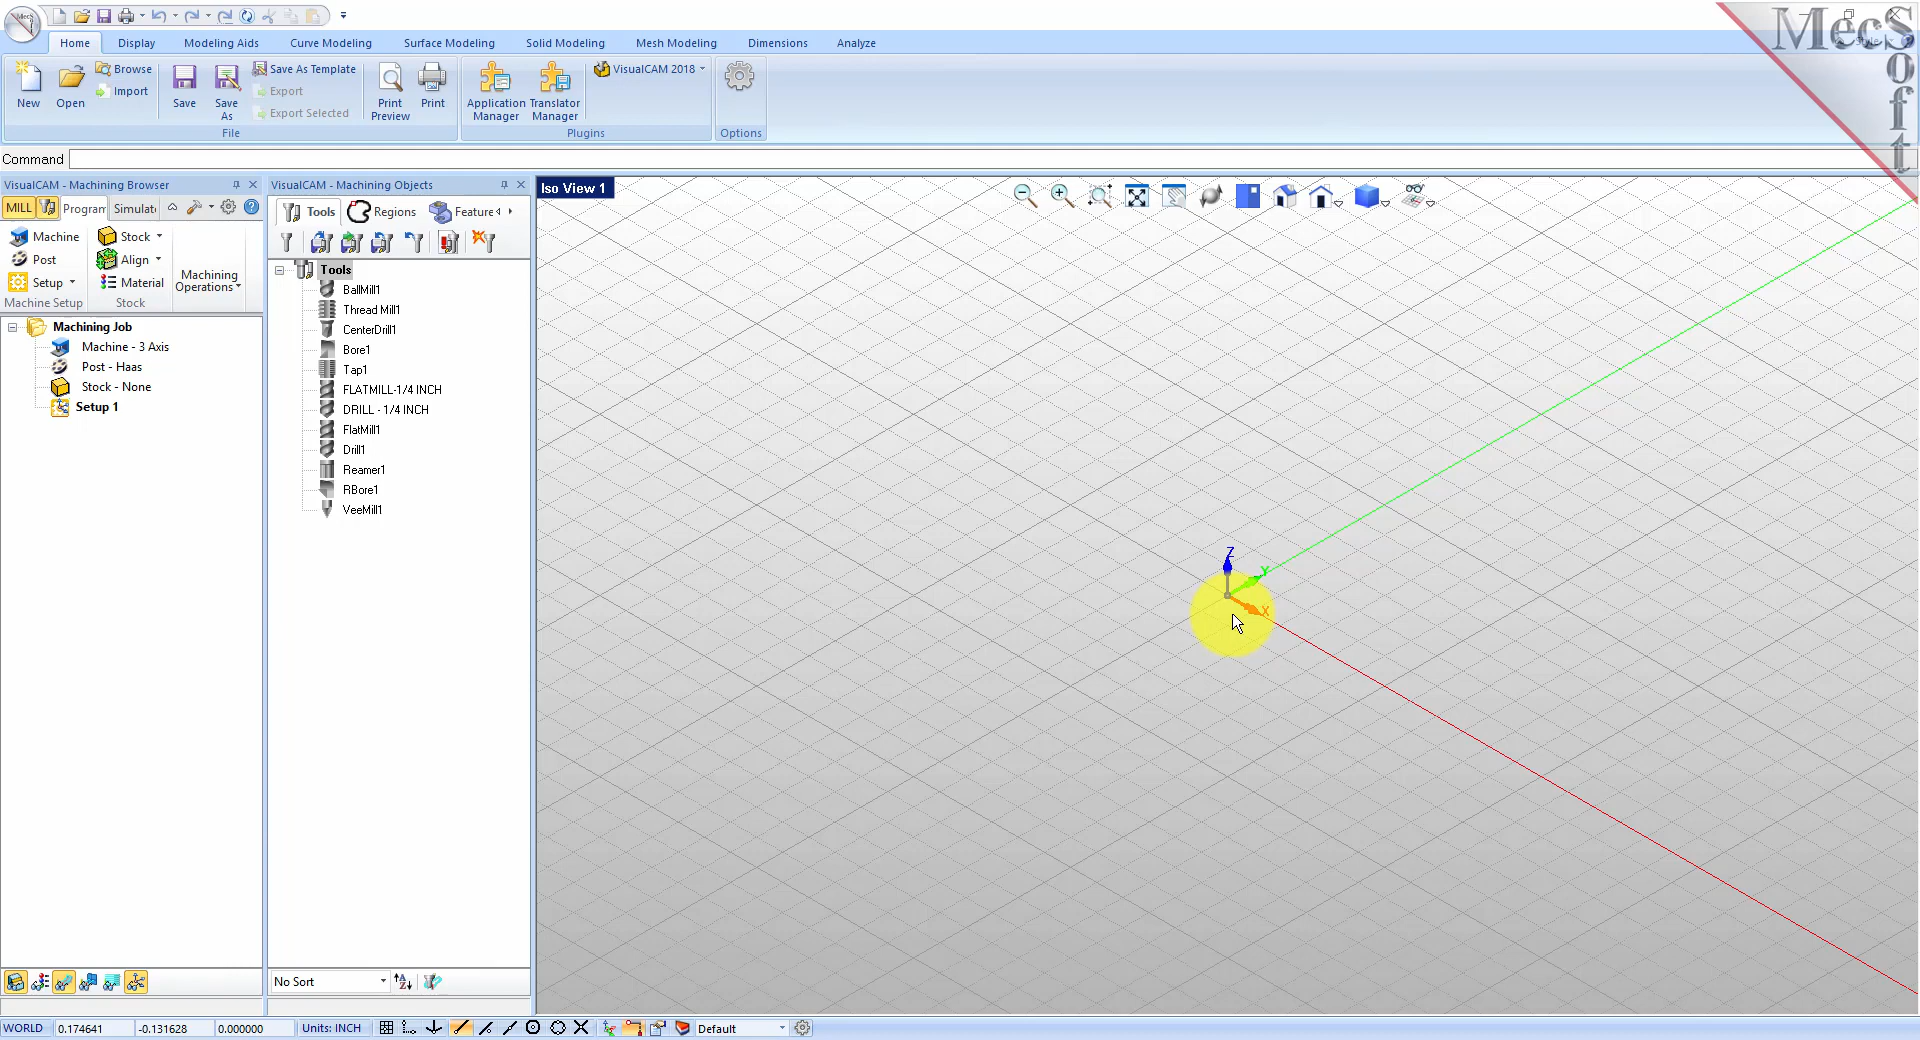 MecSoft
Home Display Modeling Aids Curve Modeling Surface Modeling Solid Modeling Mesh Modeling Dimensions Analyze
New
Open
Browse
Import
Save
Save As
Save As Template
Export
Export Selected
Print Preview
Print
File
Application Manager
Translator Manager
VisualCAM 2018
Plugins
Options
Command
VisualCAM - Machining Browser
MILL Program Simulat
Machine
Post
Setup
Machine Setup
Stock
Align
Material
Stock
Machining Operations
Machining Job
Machine - 3 Axis
Post - Haas
Stock - None
Setup 1
VisualCAM - Machining Objects
Tools Regions Feature
Tools
BallMill1
Thread Mill1
CenterDrill1
Bore1
Tap1
FLATMILL-1/4 INCH
DRILL - 1/4 INCH
FlatMill1
Drill1
Reamer1
RBore1
VeeMill1
No Sort
Iso View 1
Z
Y
X
WORLD 0.174641 -0.131628 0.000000 Units: INCH Default